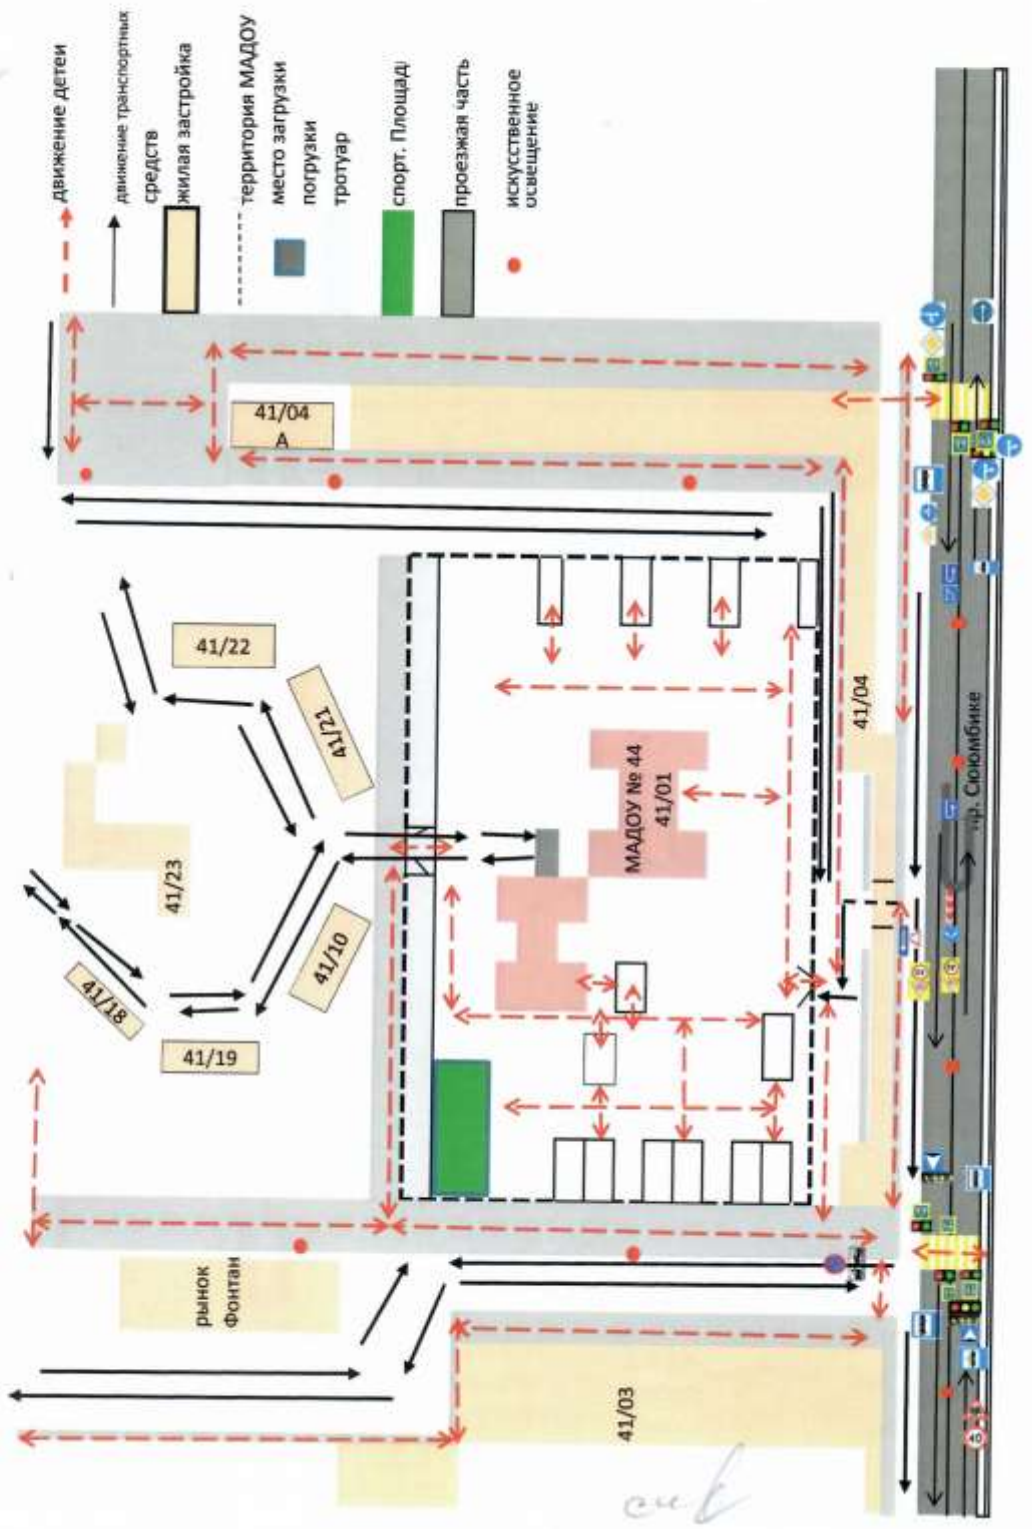 движение детеи
движение транспортных
средств
жилая застройка
территория МАДОУ
место загрузки
погрузки
тротуар
спорт. Площад
проезжая часть
искусственное
освещение
41/04
А
41/22
41/21
41/23
41/18
41/10
41/19
МАДОУ № 44
41/01
41/04
рынок
Фонтан
41/03
пр. Сююмбике
40